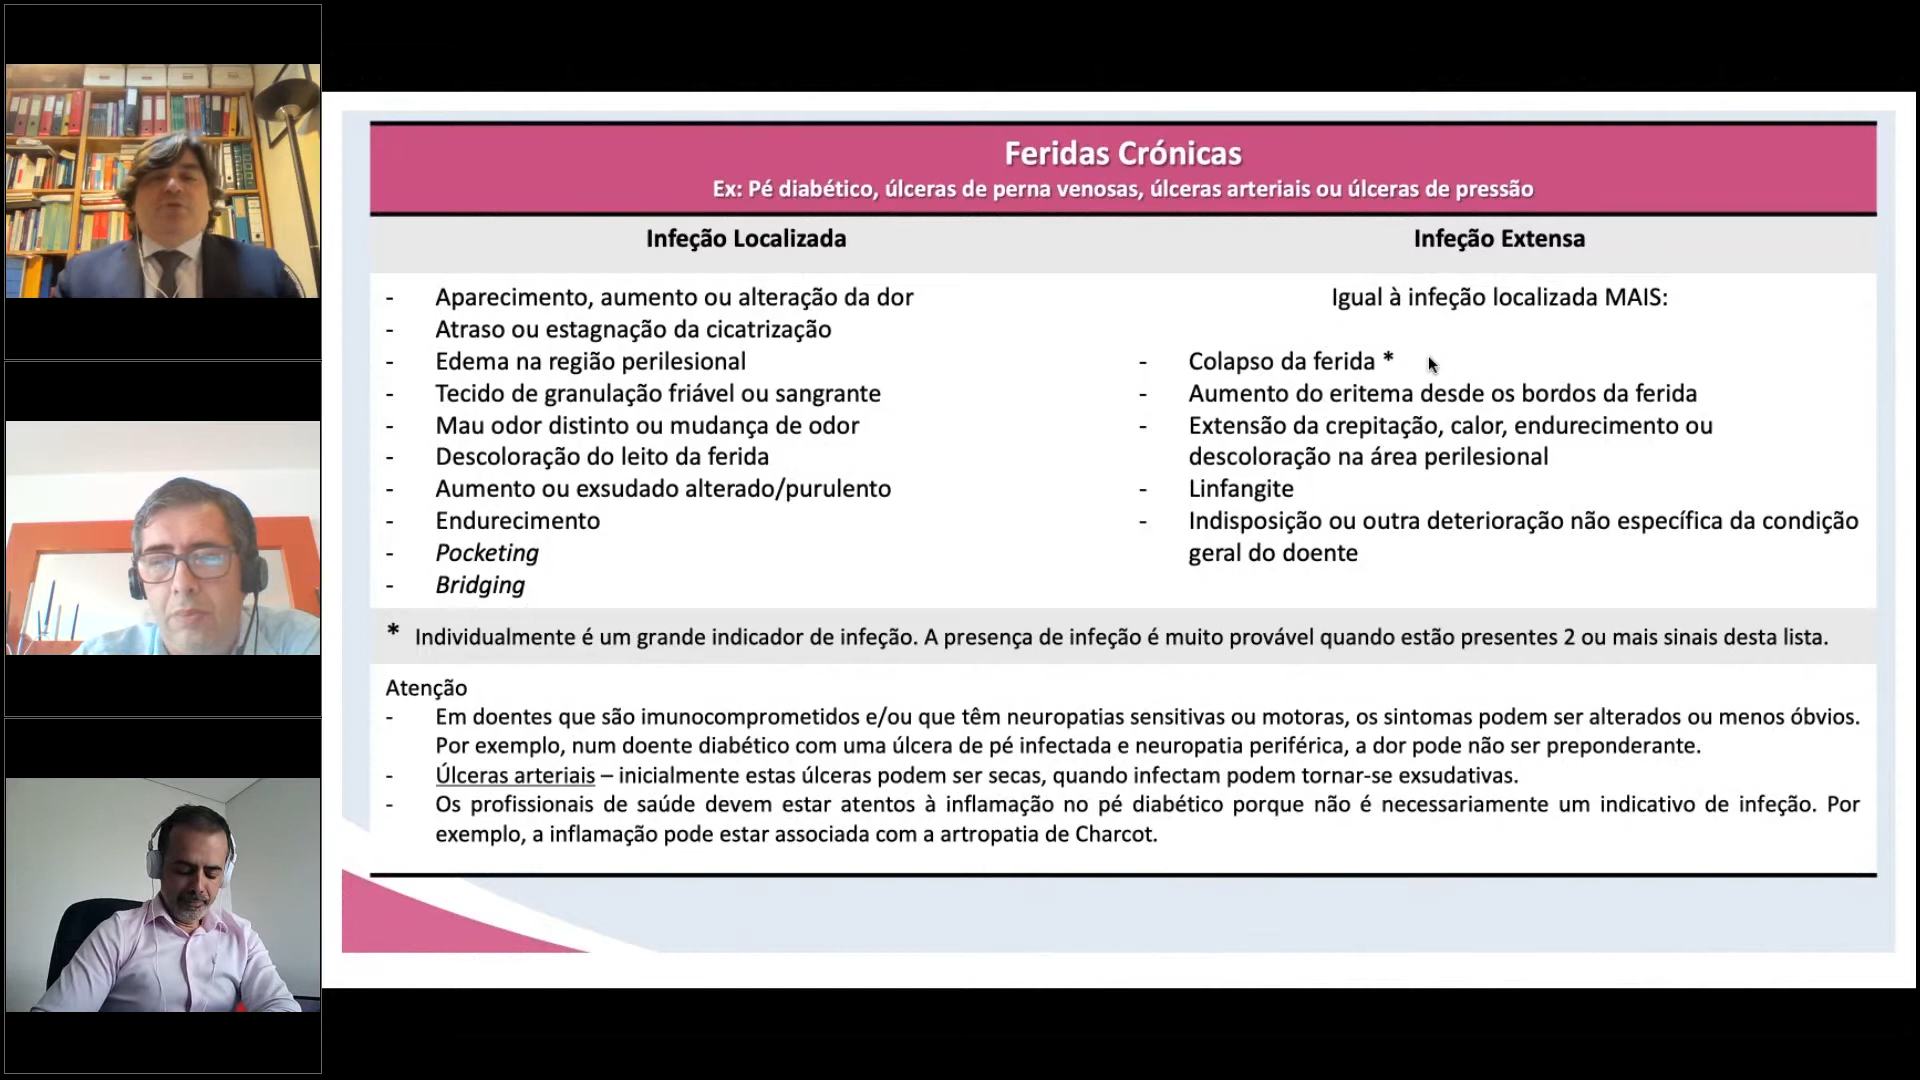 Feridas Crónicas
Ex: Pé diabético, úlceras de perna venosas, úlceras arteriais ou úlceras de pressão
Infeção Localizada
- Aparecimento, aumento ou alteração da dor
- Atraso ou estagnação da cicatrização
- Edema na região perilesional
- Tecido de granulação friável ou sangrante
- Mau odor distinto ou mudança de odor
- Descoloração do leito da ferida
- Aumento ou exsudado alterado/purulento
- Endurecimento
- Pocketing
- Bridging
Infeção Extensa
Igual à infeção localizada MAIS:
- Colapso da ferida *
- Aumento do eritema desde os bordos da ferida
- Extensão da crepitação, calor, endurecimento ou
descoloração na área perilesional
- Linfangite
- Indisposição ou outra deterioração não específica da condição
geral do doente
* Individualmente é um grande indicador de infeção. A presença de infeção é muito provável quando estão presentes 2 ou mais sinais desta lista.
Atenção
- Em doentes que são imunocomprometidos e/ou que têm neuropatias sensitivas ou motoras, os sintomas podem ser alterados ou menos óbvios.
Por exemplo, num doente diabético com uma úlcera de pé infectada e neuropatia periférica, a dor pode não ser preponderante.
- Úlceras arteriais – inicialmente estas úlceras podem ser secas, quando infectam podem tornar-se exsudativas.
- Os profissionais de saúde devem estar atentos à inflamação no pé diabético porque não é necessariamente um indicativo de infeção. Por
exemplo, a inflamação pode estar associada com a artropatia de Charcot.